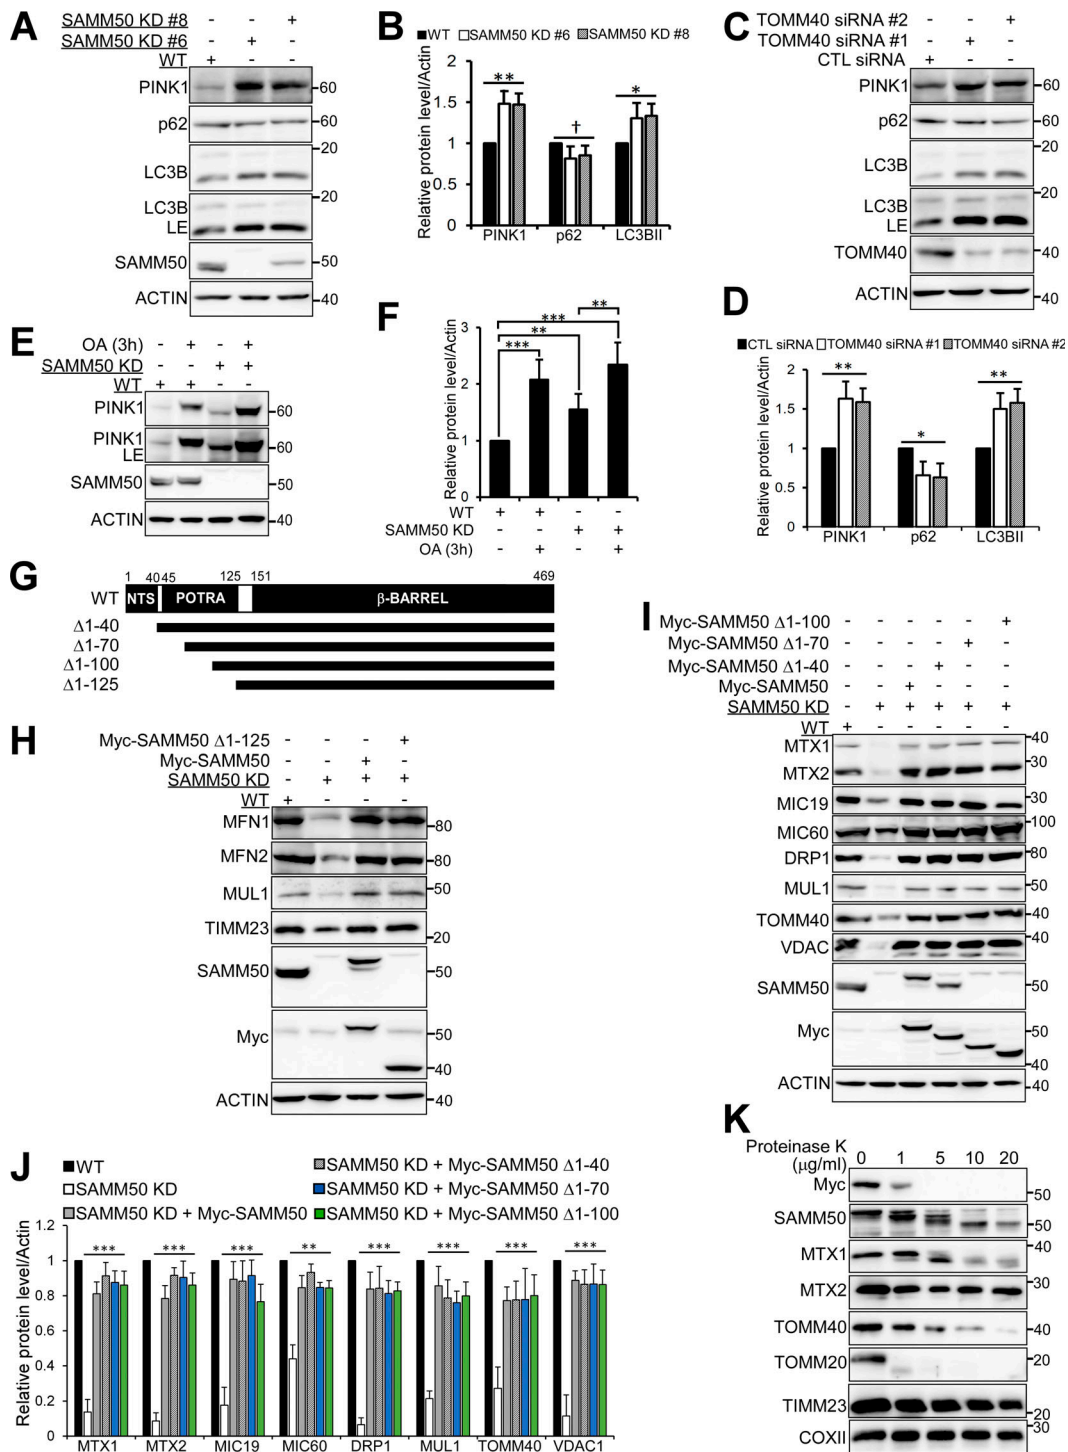 A
SAMM50 KD #8 - - +
SAMM50 KD #6 - + -
WT + - -
PINK1 -60
p62 60
20
LC3B
20
LC3B
LE
SAMM50 -50
ACTIN -40
B
WT SAMM50 KD #6 SAMM50 KD #8
Relative protein level/Actin
2
1.5
1
0.5
0
** † *
PINK1 p62 LC3BII
C
TOMM40 siRNA #2 - - +
TOMM40 siRNA #1 - + -
CTL siRNA + - -
PINK1 -60
p62 -60
20
LC3B
20
LC3B
LE
TOMM40 -40
ACTIN -40
D
CTL siRNA TOMM40 siRNA #1 TOMM40 siRNA #2
Relative protein level/Actin
2
1.5
1
0.5
0
** * **
PINK1 p62 LC3BII
E
OA (3h) - + - +
SAMM50 KD - - + +
WT + + - -
PINK1 -60
PINK1
LE -60
SAMM50 -50
ACTIN -40
F
Relative protein level/Actin
3
2
1
0
**
***
**
***
WT + + - -
SAMM50 KD - - + +
OA (3h) - + - +
G
1 40 45 125 151 469
WT NTS POTRA β-BARREL
Δ1-40
Δ1-70
Δ1-100
Δ1-125
H
Myc-SAMM50 Δ1-125 - - - +
Myc-SAMM50 - - + -
SAMM50 KD - + + +
WT + - - -
MFN1 -80
MFN2 -80
MUL1 50
TIMM23 20
SAMM50 -50
Myc 50
40
ACTIN -40
I
Myc-SAMM50 Δ1-100 - - - - - +
Myc-SAMM50 Δ1-70 - - - - + -
Myc-SAMM50 Δ1-40 - - - + - -
Myc-SAMM50 - - + - - -
SAMM50 KD - + + + + +
WT + - - - - -
40
MTX1
30
MTX2
MIC19 30
100
MIC60
DRP1 80
MUL1 50
TOMM40 40
VDAC 40
SAMM50 -50
Myc -50
40
ACTIN -40
J
WT
SAMM50 KD
SAMM50 KD + Myc-SAMM50
SAMM50 KD + Myc-SAMM50 Δ1-40
SAMM50 KD + Myc-SAMM50 Δ1-70
SAMM50 KD + Myc-SAMM50 Δ1-100
Relative protein level/Actin
1.2
1
0.8
0.6
0.4
0.2
0
*** *** *** ** *** *** *** ***
MTX1 MTX2 MIC19 MIC60 DRP1 MUL1 TOMM40 VDAC1
K
Proteinase K
(µg/ml) 0 1 5 10 20
Myc 50
SAMM50 50
MTX1 40
MTX2 30
TOMM40 40
TOMM20 20
TIMM23 20
COXII 30